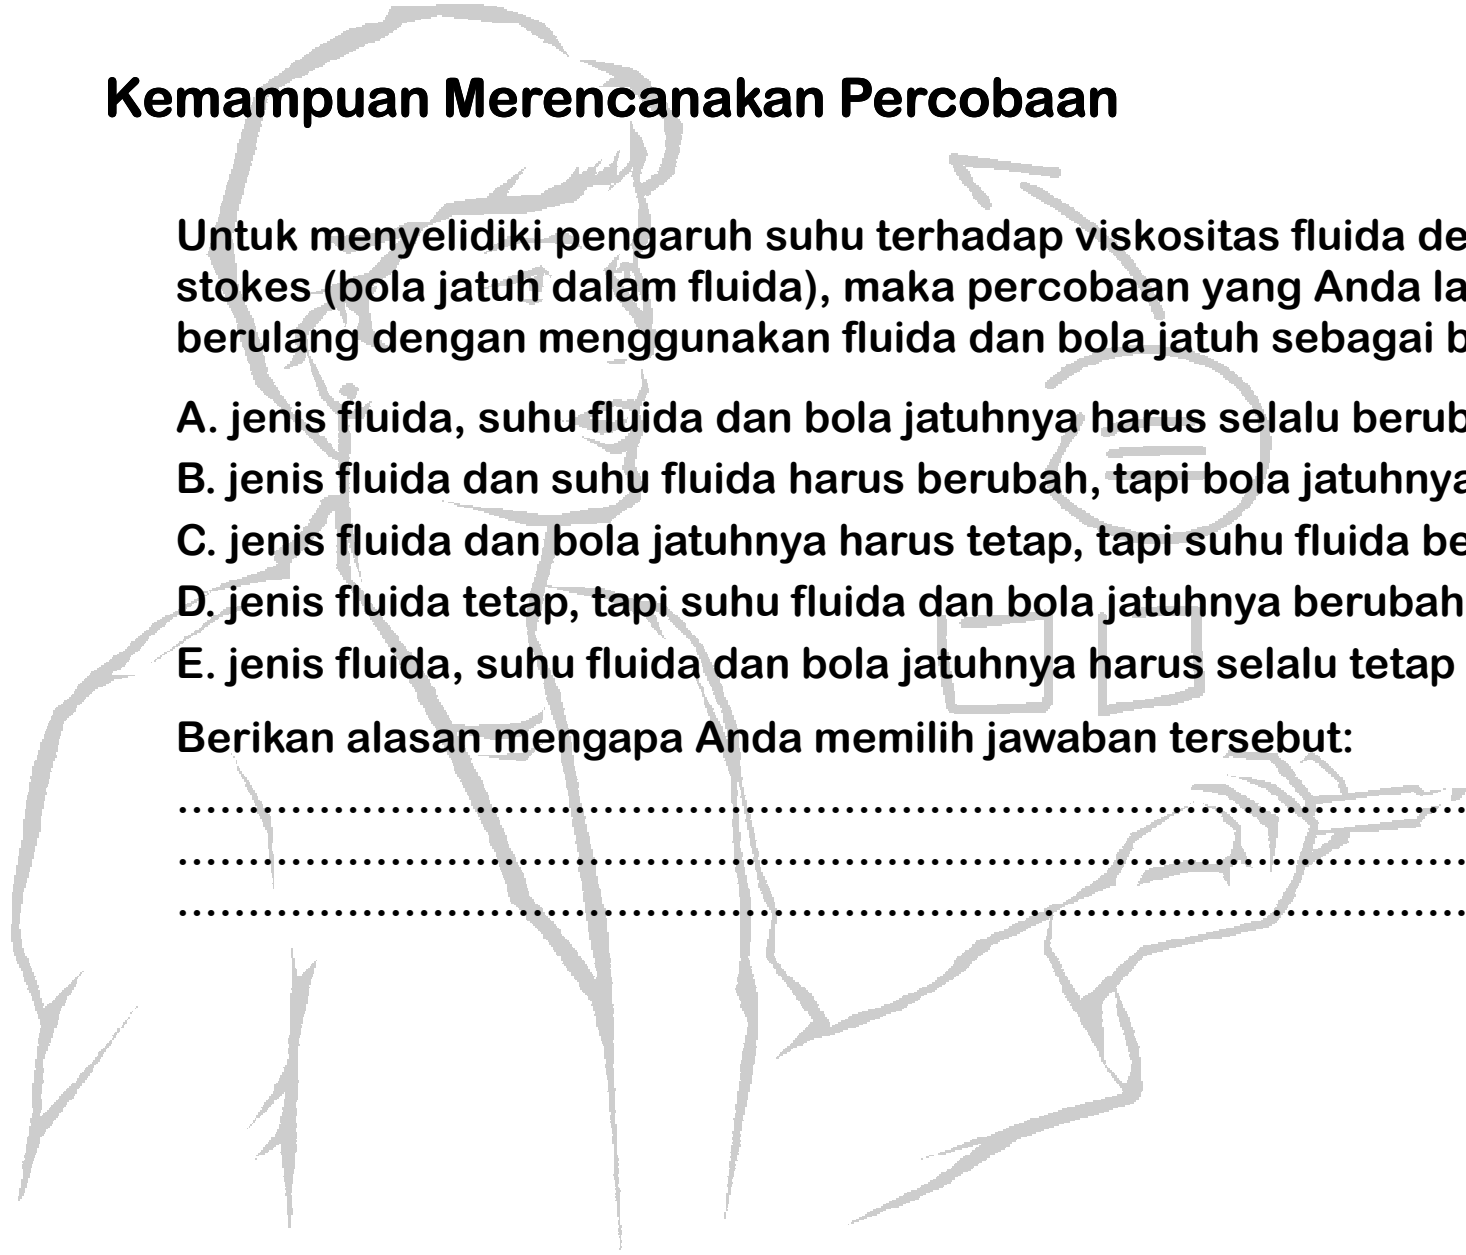 Kemampuan Merencanakan Percobaan
Untuk menyelidiki pengaruh suhu terhadap viskositas fluida
stokes (bola jatuh dalam fluida), maka percobaan yang Anda
berulang dengan menggunakan fluida dan bola jatuh sebagai
A. jenis fluida, suhu fluida dan bola jatuhnya harus selalu
B. jenis fluida dan suhu fluida harus berubah, tapi bola jatuhnya
C. jenis fluida dan bola jatuhnya harus tetap, tapi suhu fluida
D. jenis fluida tetap, tapi suhu fluida dan bola jatuhnya berubah
E. jenis fluida, suhu fluida dan bola jatuhnya harus selalu tetap
Berikan alasan mengapa Anda memilih jawaban tersebut: